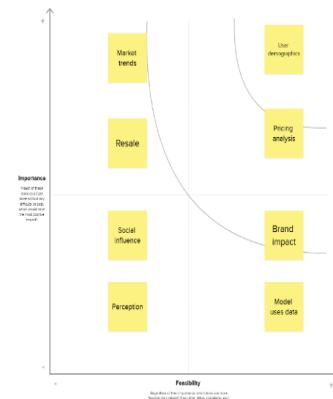 Market
trends
User
demographics
Resale
Pricing
analysis
Importance
Social
influence
Brand
impact
Perception
Model
uses data
Feasibility